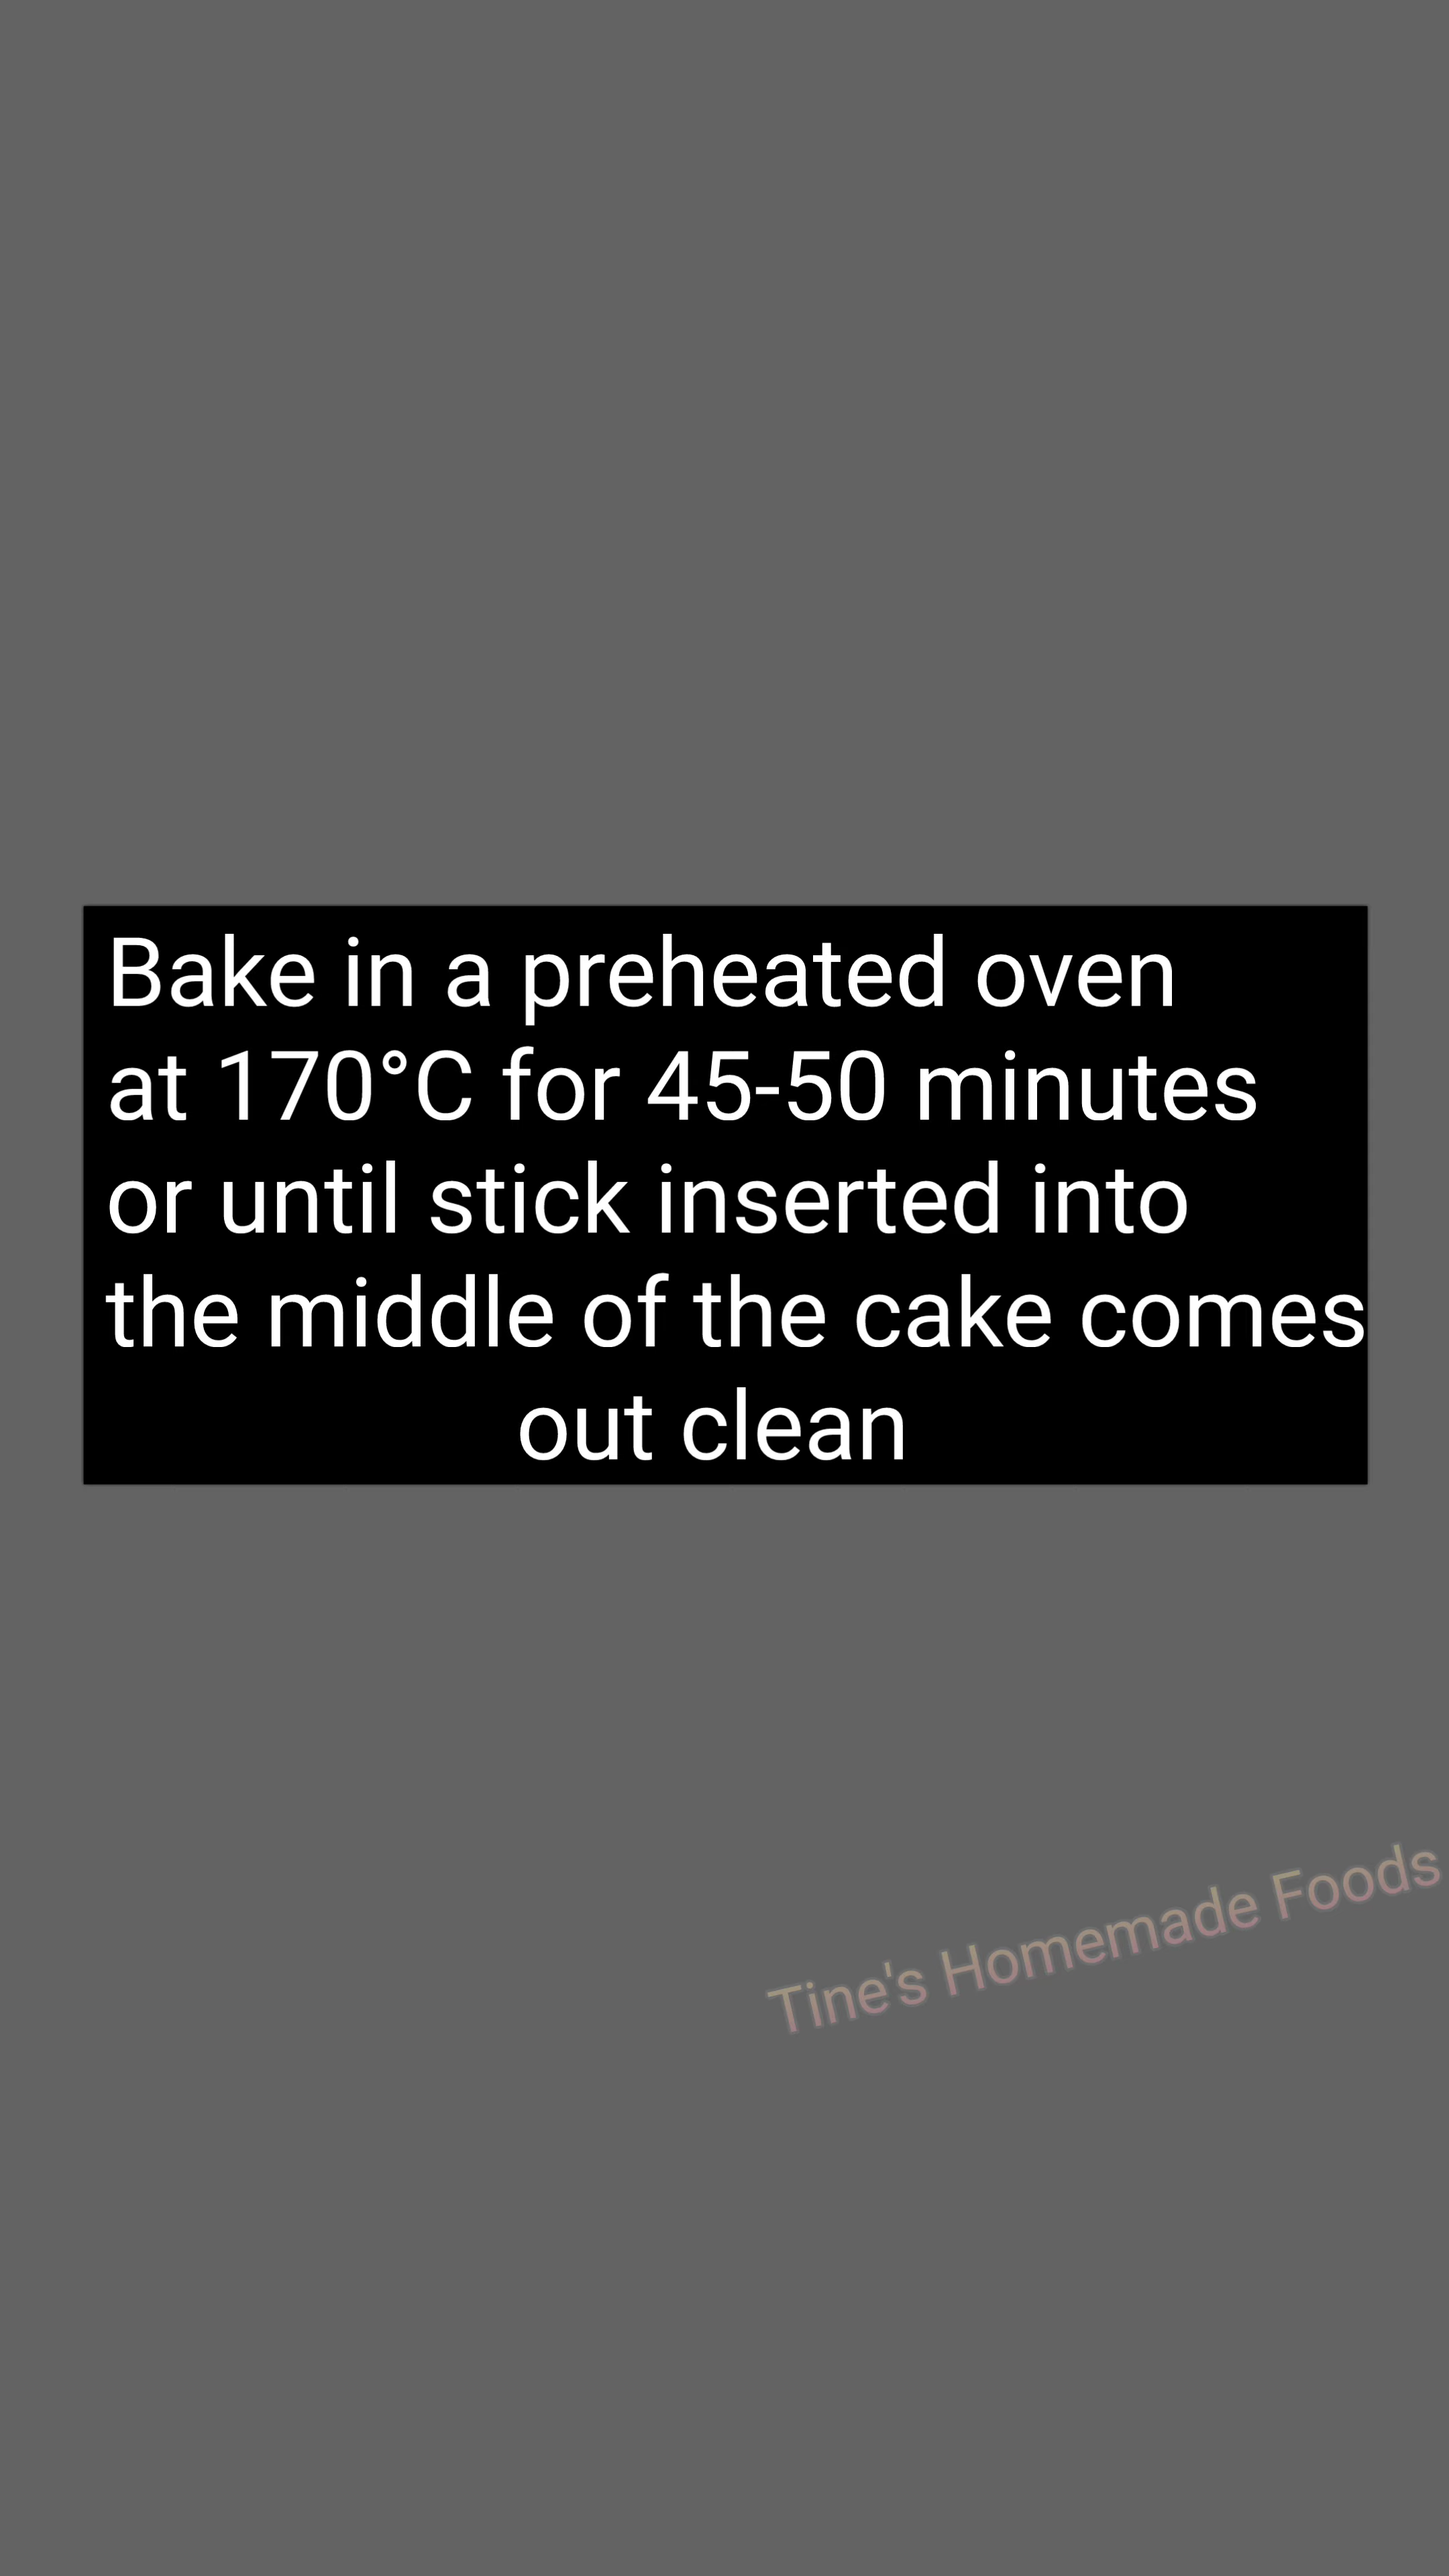 Bake in a preheated oven
at 170°C for 45-50 minutes
or until stick inserted into
the middle of the cake comes
out clean
Tine's Homemade Foods